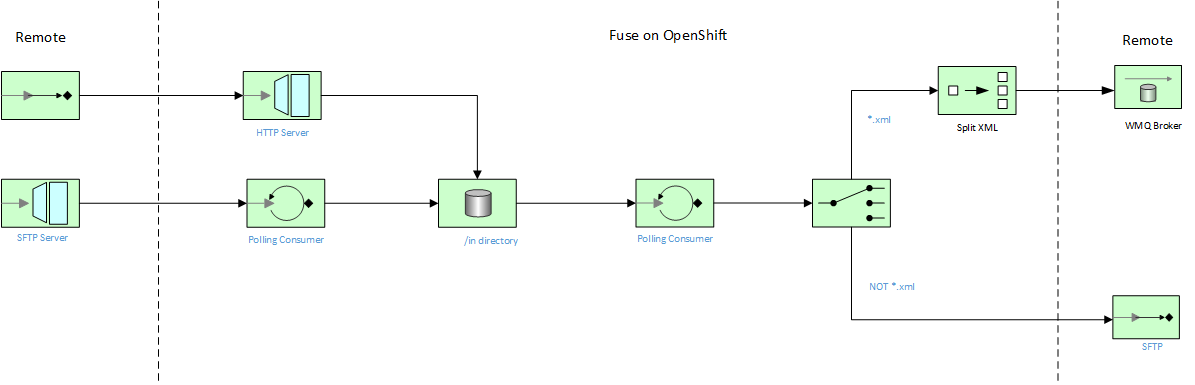 Remote
Fuse on OpenShift
Remote
HTTP Server
*.xml
Split XML
WMQ Broker
SFTP Server
Polling Consumer
/in directory
Polling Consumer
NOT *.xml
SFTP